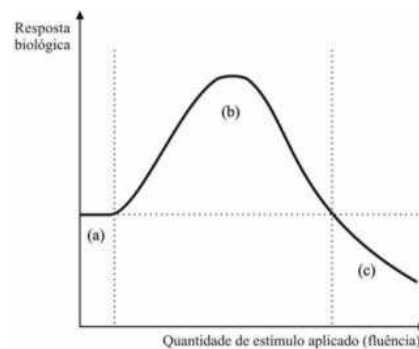 Resposta
biológica
(b)
(a)
(c)
Quantidade de estímulo aplicado (fluência)